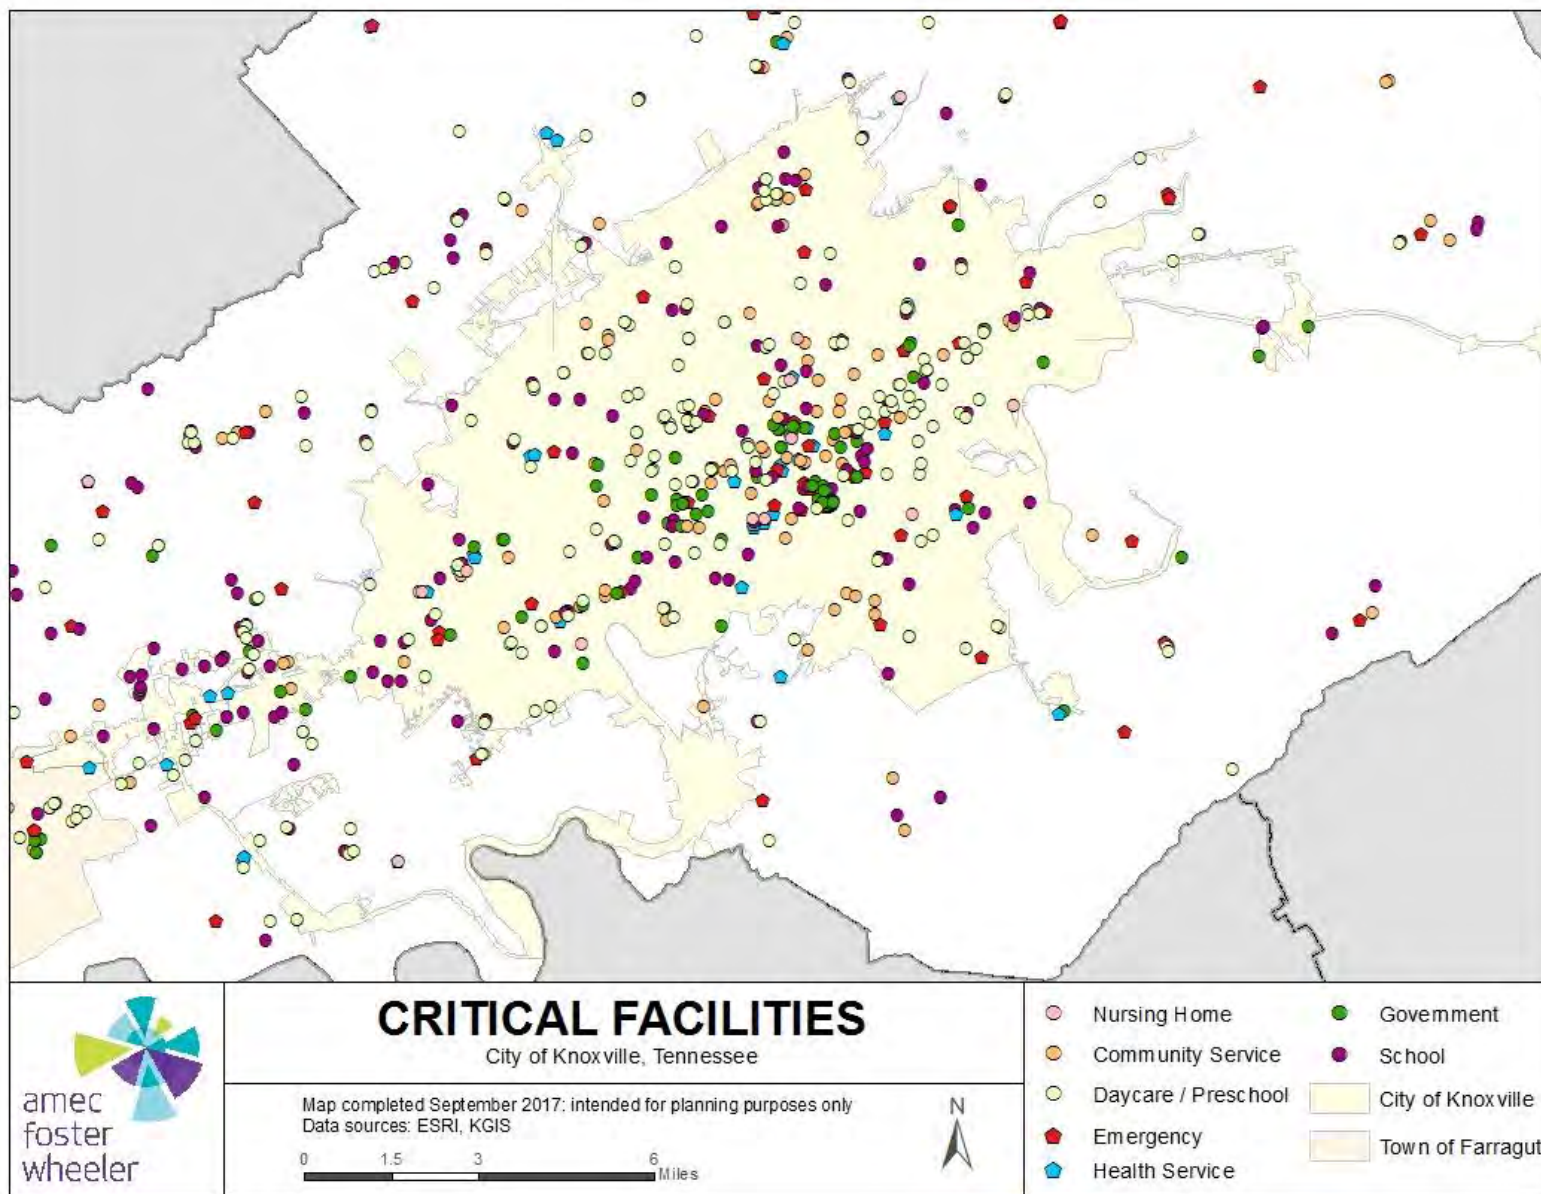 CRITICAL FACILITIES
City of Knoxville, Tennessee
Map completed September 2017: intended for planning purposes only
Data sources: ESRI, KGIS
0 1.5 3 6
Miles
N
amec
foster
wheeler
Nursing Home
Community Service
Daycare / Preschool
Emergency
Health Service
Government
School
City of Knoxville
Town of Farragut